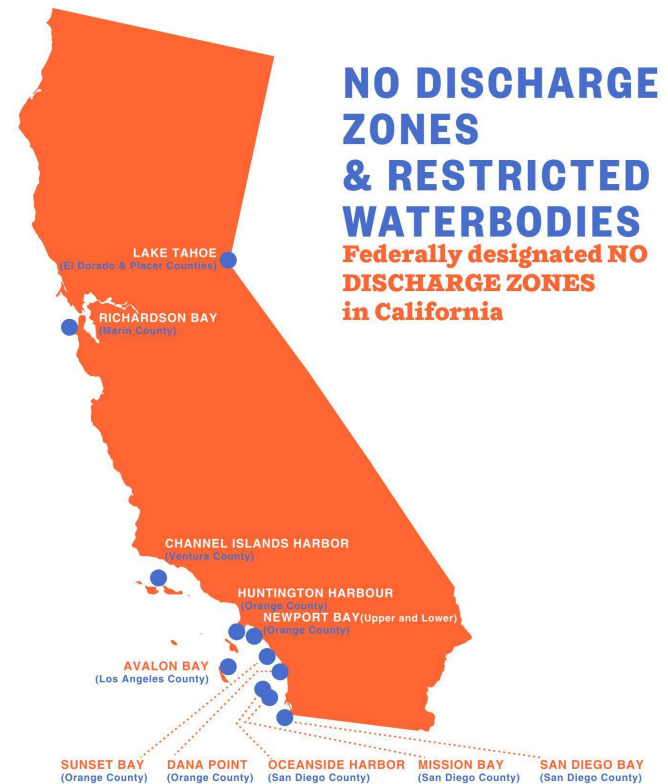 NO DISCHARGE
ZONES
& RESTRICTED
WATERBODIES
Federally designated NO
DISCHARGE ZONES
in California
LAKE TAHOE
(El Dorado & Placer Counties)
RICHARDSON BAY
(Marin County)
CHANNEL ISLANDS HARBOR
(Ventura County)
HUNTINGTON HARBOUR
(Orange County)
NEWPORT BAY(Upper and Lower)
(Orange County)
AVALON BAY
(Los Angeles County)
SUNSET BAY
(Orange County)
DANA POINT
(Orange County)
OCEANSIDE HARBOR
(San Diego County)
MISSION BAY
(San Diego County)
SAN DIEGO BAY
(San Diego County)